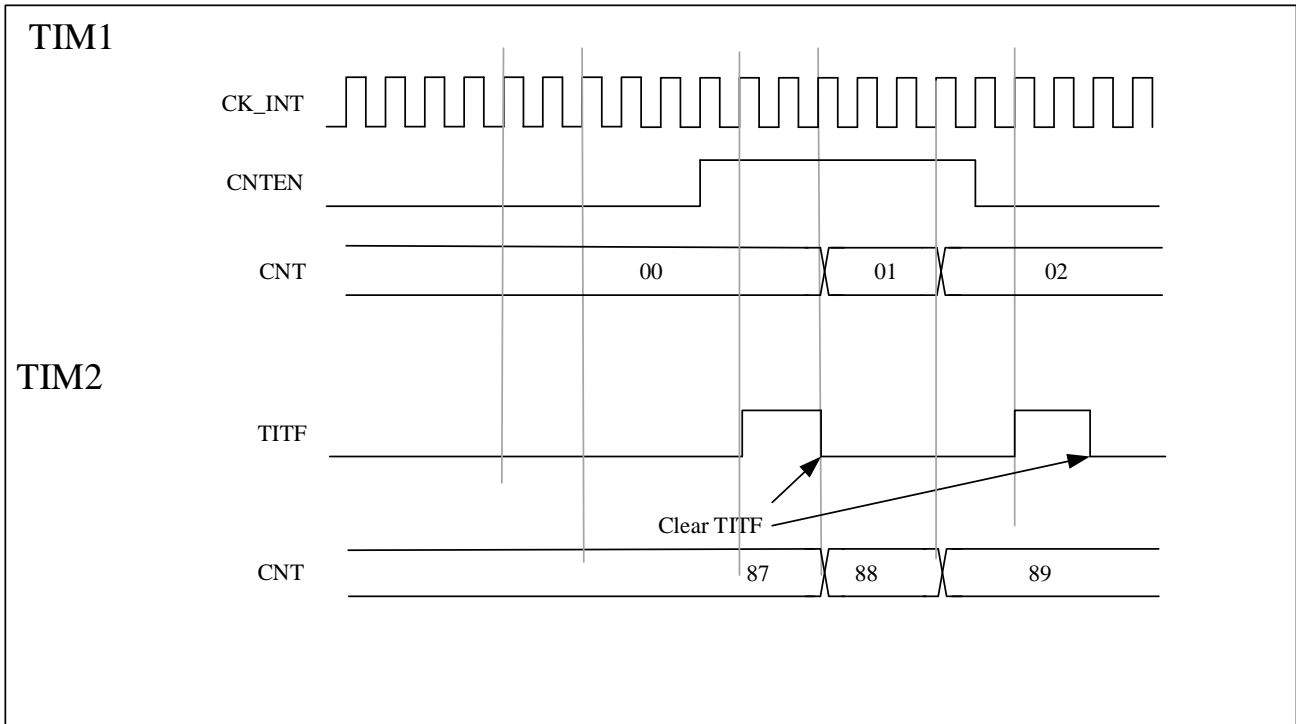 TIM1
CK_INT
CNTEN
CNT
00
01
02
TIM2
TITF
Clear TITF
CNT
87
88
89